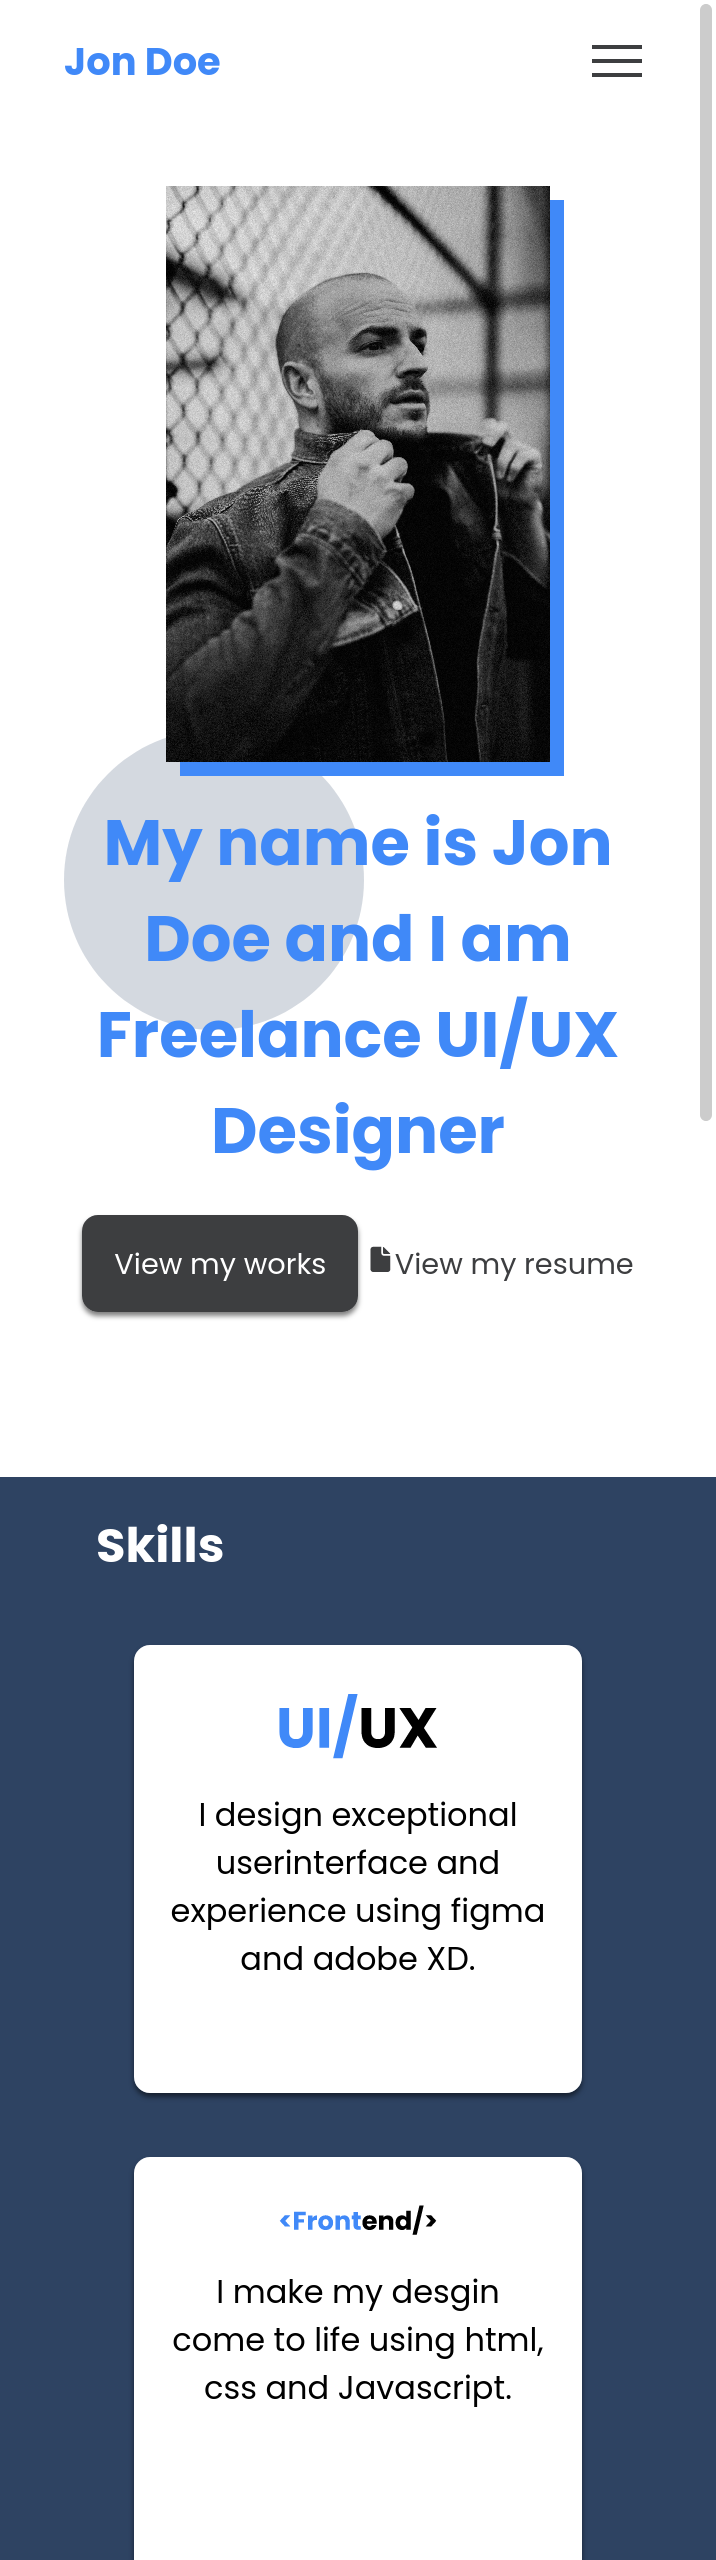 Jon Doe
My name is Jon
Doe and I am
Freelance UI/UX
Designer
View my works
View my resume
Skills
UI/UX
I design exceptional
userinterface and
experience using figma
and adobe XD.
<Frontend/>
I make my desgin
come to life using html,
css and Javascript.